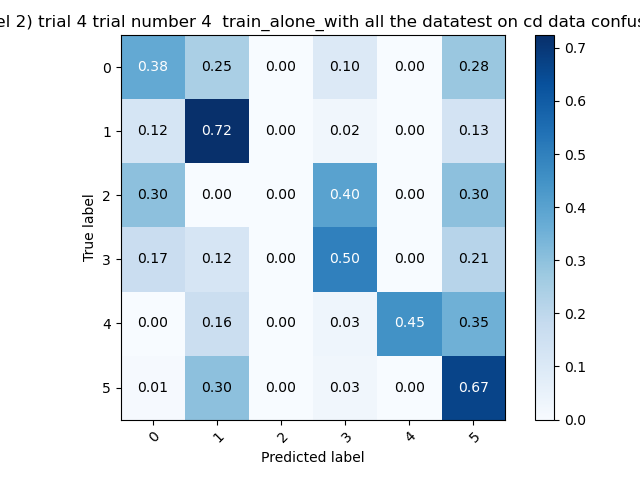 el 2) trial 4 trial number 4  train_alone_with all the datatest on cd data confus
0 0.38 0.25 0.00 0.10 0.00 0.28
1 0.12 0.72 0.00 0.02 0.00 0.13
2 0.30 0.00 0.00 0.40 0.00 0.30
3 0.17 0.12 0.00 0.50 0.00 0.21
4 0.00 0.16 0.00 0.03 0.45 0.35
5 0.01 0.30 0.00 0.03 0.00 0.67
True label
0 1 2 3 4 5
Predicted label
0.7
0.6
0.5
0.4
0.3
0.2
0.1
0.0